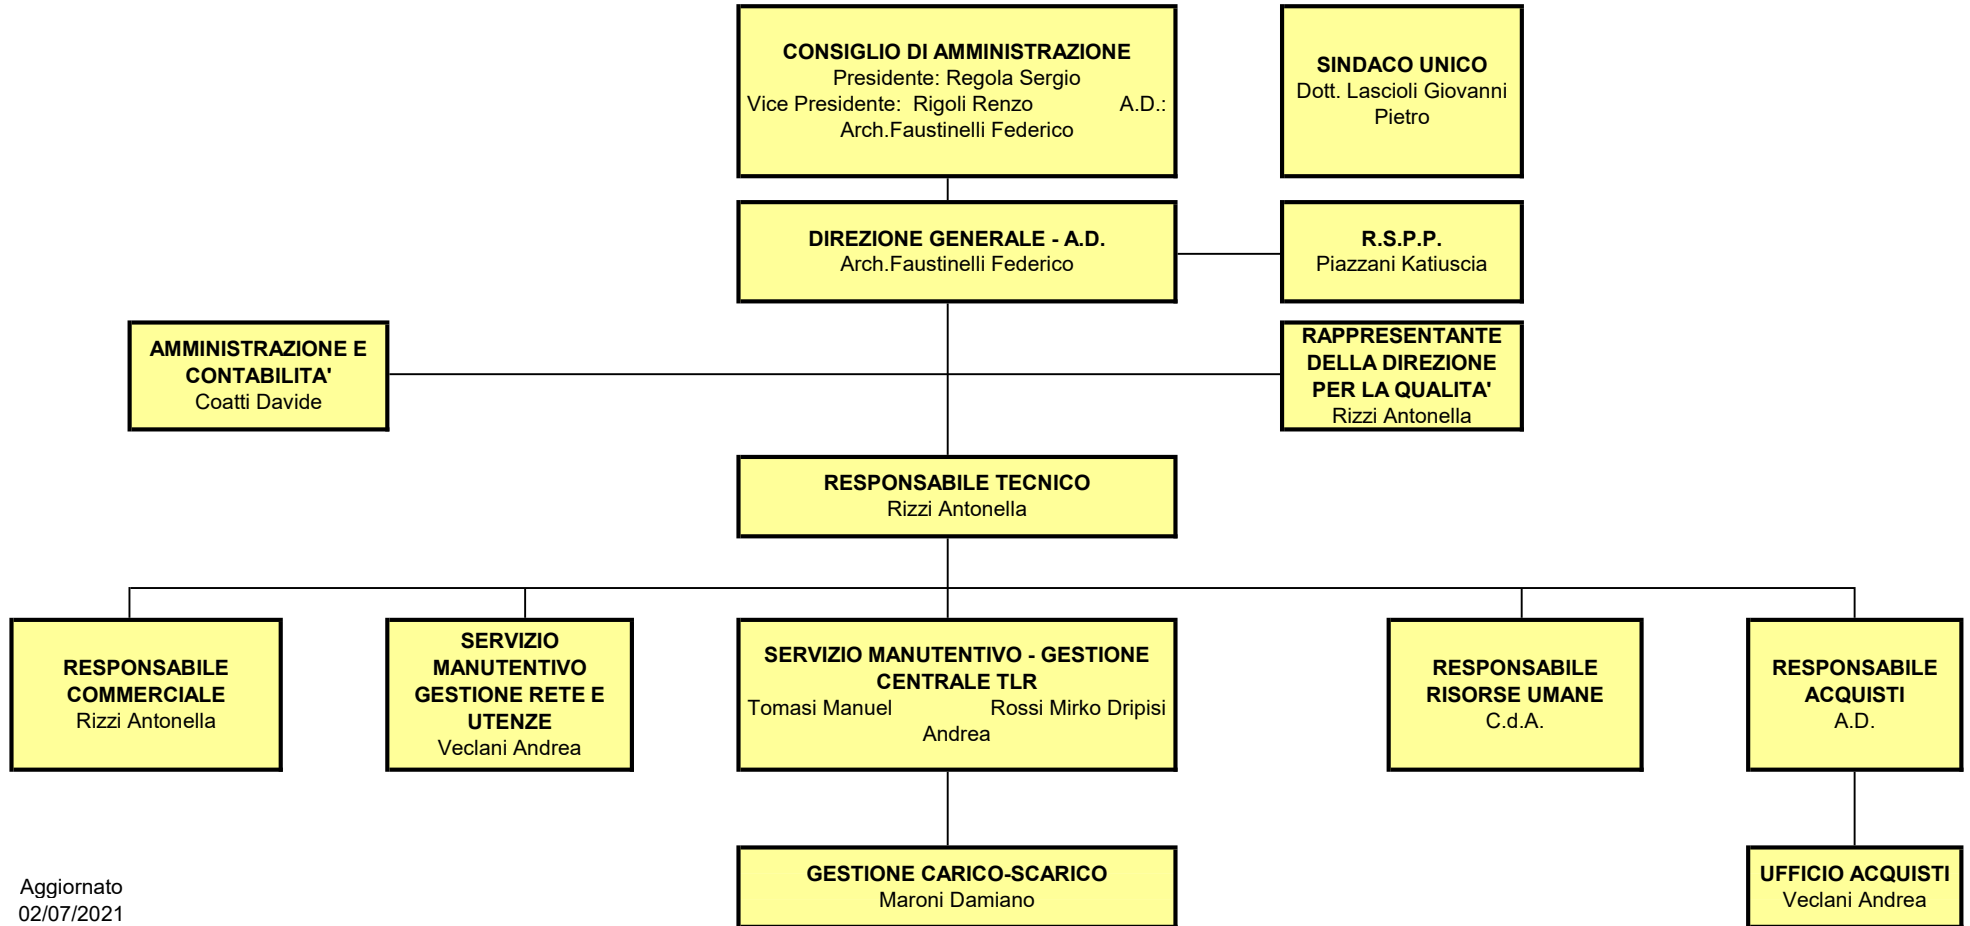 CONSIGLIO DI AMMINISTRAZIONE
Presidente: Regola Sergio
Vice Presidente: Rigoli Renzo A.D.:
Arch.Faustinelli Federico
SINDACO UNICO
Dott. Lascioli Giovanni
Pietro
DIREZIONE GENERALE - A.D.
Arch.Faustinelli Federico
R.S.P.P.
Piazzani Katiuscia
AMMINISTRAZIONE E
CONTABILITA'
Coatti Davide
RAPPRESENTANTE
DELLA DIREZIONE
PER LA QUALITA'
Rizzi Antonella
RESPONSABILE TECNICO
Rizzi Antonella
RESPONSABILE
COMMERCIALE
Rizzi Antonella
SERVIZIO
MANUTENTIVO
GESTIONE RETE E
UTENZE
Veclani Andrea
SERVIZIO MANUTENTIVO - GESTIONE
CENTRALE TLR
Tomasi Manuel Rossi Mirko Dripisi
Andrea
RESPONSABILE
RISORSE UMANE
C.d.A.
RESPONSABILE
ACQUISTI
A.D.
GESTIONE CARICO-SCARICO
Maroni Damiano
UFFICIO ACQUISTI
Veclani Andrea
Aggiornato
02/07/2021